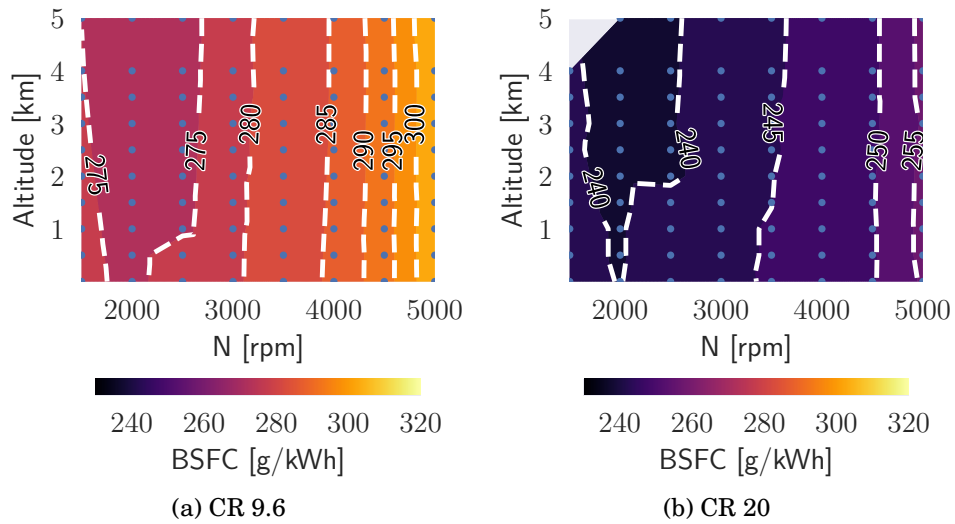 5
4
3
2
1
Altitude [km]
275
275
280
285
290
295
300
2000 3000 4000 5000
N [rpm]
240 260 280 300 320
BSFC [g/kWh]
(a) CR 9.6
5
4
3
2
1
Altitude [km]
240
240
245
250
255
2000 3000 4000 5000
N [rpm]
240 260 280 300 320
BSFC [g/kWh]
(b) CR 20